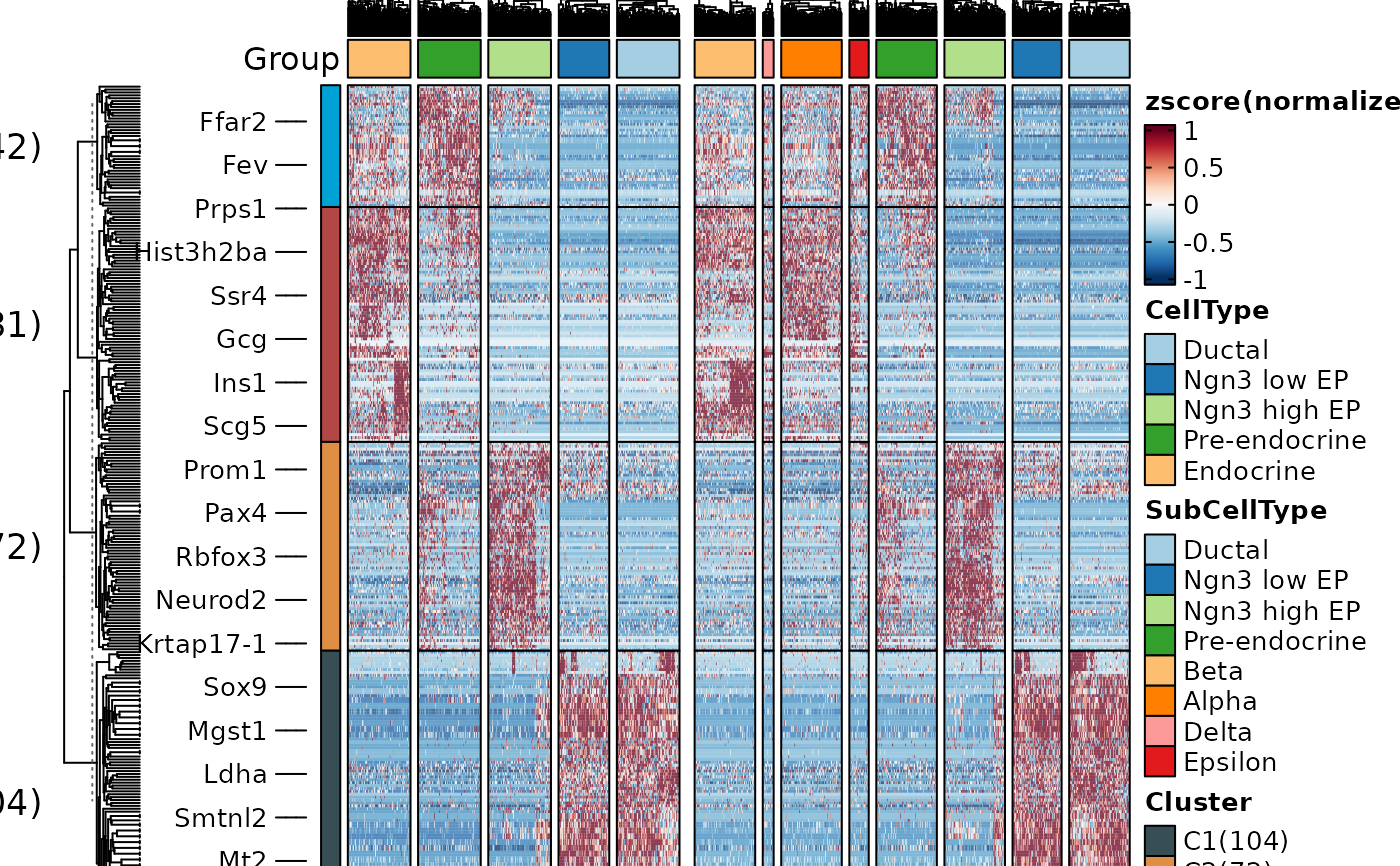 Group
42)
31)
72)
04)
Ffar2
Fev
Prps1
Hist3h2ba
Ssr4
Gcg
Ins1
Scg5
Prom1
Pax4
Rbfox3
Neurod2
Krtap17-1
Sox9
Mgst1
Ldha
Smtnl2
Mt2
zscore(normalize
1
0.5
0
-0.5
-1
CellType
Ductal
Ngn3 low EP
Ngn3 high EP
Pre-endocrine
Endocrine
SubCellType
Ductal
Ngn3 low EP
Ngn3 high EP
Pre-endocrine
Beta
Alpha
Delta
Epsilon
Cluster
C1(104)
C2(72)